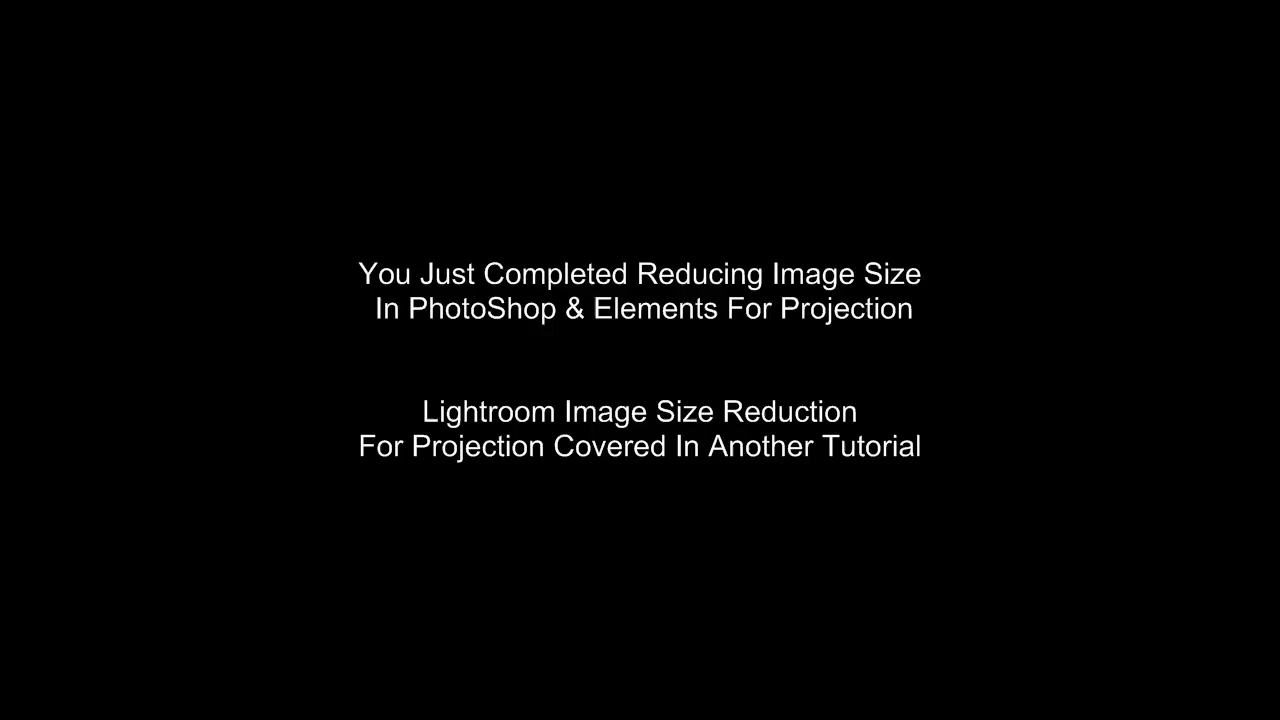 You Just Completed Reducing Image Size
In PhotoShop & Elements For Projection
Lightroom Image Size Reduction
For Projection Covered In Another Tutorial